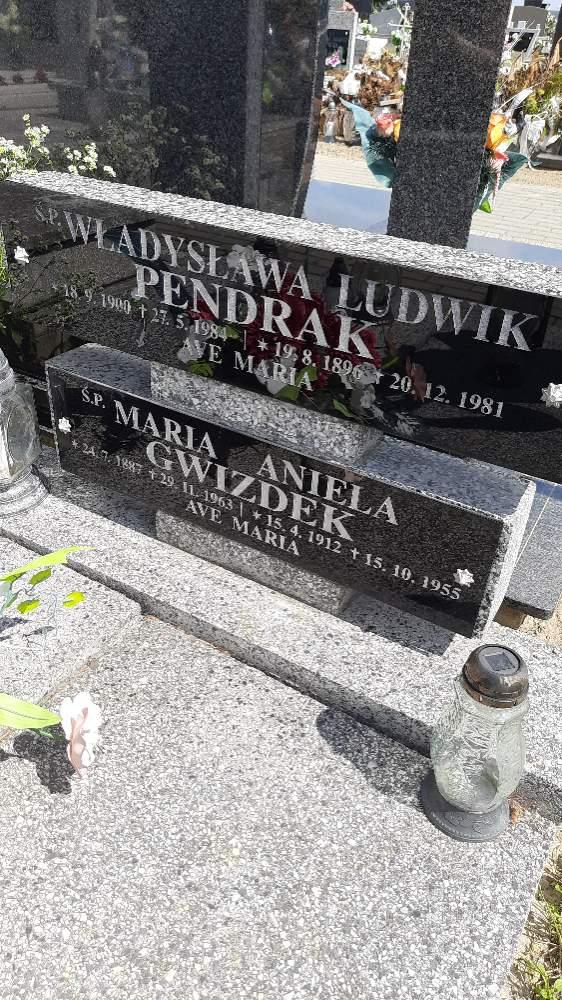 Ś.P. WŁADYSŁAWA LUDWIK
PENDRAK
* 18. 9. 1900 † 27. 5. 1984 | * 19. 8. 1896 † 20. 12. 1981
AVE MARIA
Ś.P. MARIA ANIELA
GWIZDEK
* 24. 7. 1887 † 29. 11. 1963 | * 15. 4. 1912 † 15. 10. 1955
AVE MARIA